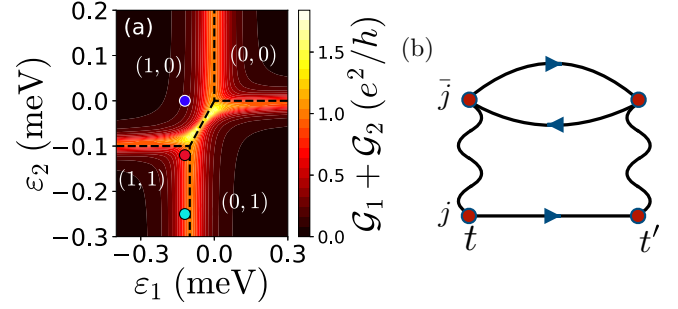 (a)
(1, 0)
(0, 0)
(1, 1)
(0, 1)
0.2
0.1
0.0
−0.1
−0.2
−0.3
ε₂ (meV)
−0.3
0.0
0.3
ε₁ (meV)
1.5
1.0
0.5
0.0
𝒢₁ + 𝒢₂ (e²/h)
(b)
j̄
j
t
t′